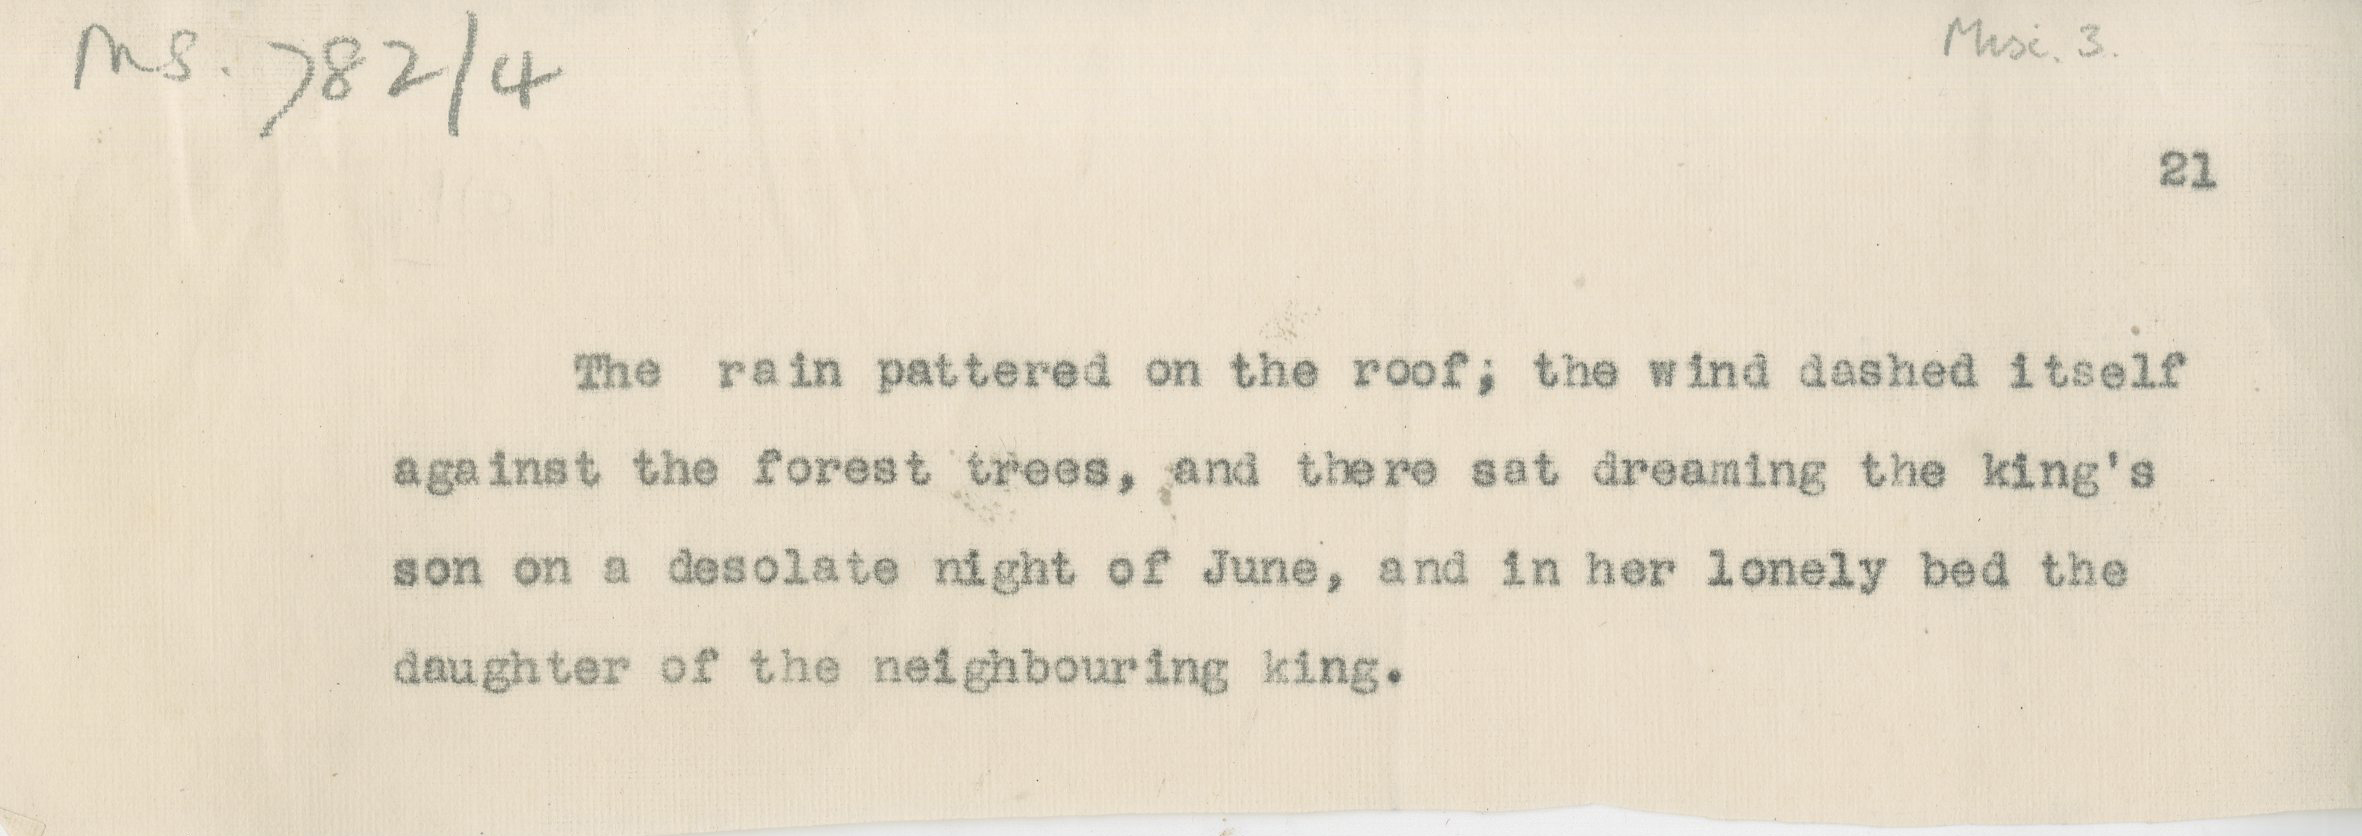 MS. 782/4
Musi. 3.
21
The rain pattered on the roof; the wind dashed itself
against the forest trees, and there sat dreaming the king's
son on a desolate night of June, and in her lonely bed the
daughter of the neighbouring king.